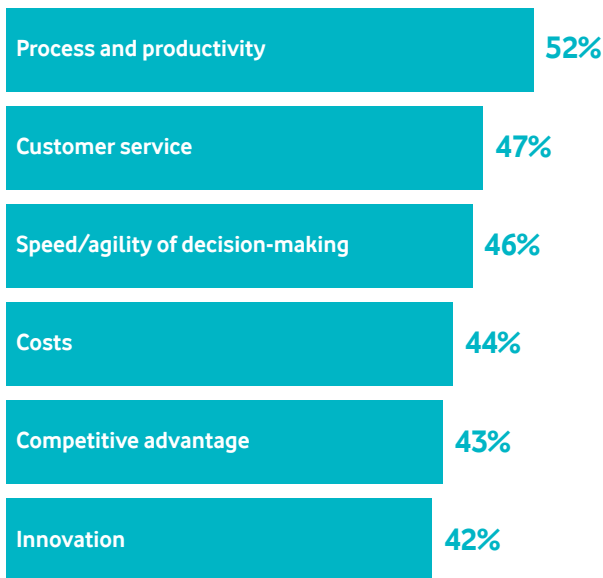 Process and productivity 52%
Customer service 47%
Speed/agility of decision-making 46%
Costs 44%
Competitive advantage 43%
Innovation 42%